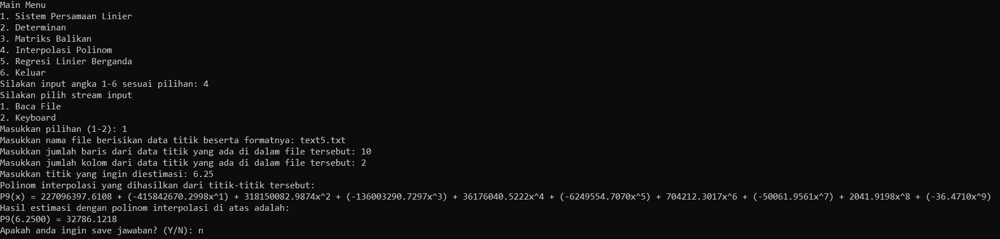 Main Menu
1. Sistem Persamaan Linier
2. Determinan
3. Matriks Balikan
4. Interpolasi Polinom
5. Regresi Linier Berganda
6. Keluar
Silakan input angka 1-6 sesuai pilihan: 4
Silakan pilih stream input
1. Baca File
2. Keyboard
Masukkan pilihan (1-2): 1
Masukkan nama file berisikan data titik beserta formatnya: text5.txt
Masukkan jumlah baris dari data titik yang ada di dalam file tersebut: 10
Masukkan jumlah kolom dari data titik yang ada di dalam file tersebut: 2
Masukkan titik yang ingin diestimasi: 6.25
Polinom interpolasi yang dihasilkan dari titik-titik tersebut:
P9(x) = 227096397.6108 + (-415842670.2998x^1) + 318150082.9874x^2 + (-136003290.7297x^3) + 36176040.5222x^4 + (-6249554.7070x^5) + 704212.3017x^6 + (-50061.9561x^7) + 2041.9198x^8 + (-36.4710x^9)
Hasil estimasi dengan polinom interpolasi di atas adalah:
P9(6.2500) = 32786.1218
Apakah anda ingin save jawaban? (Y/N): n